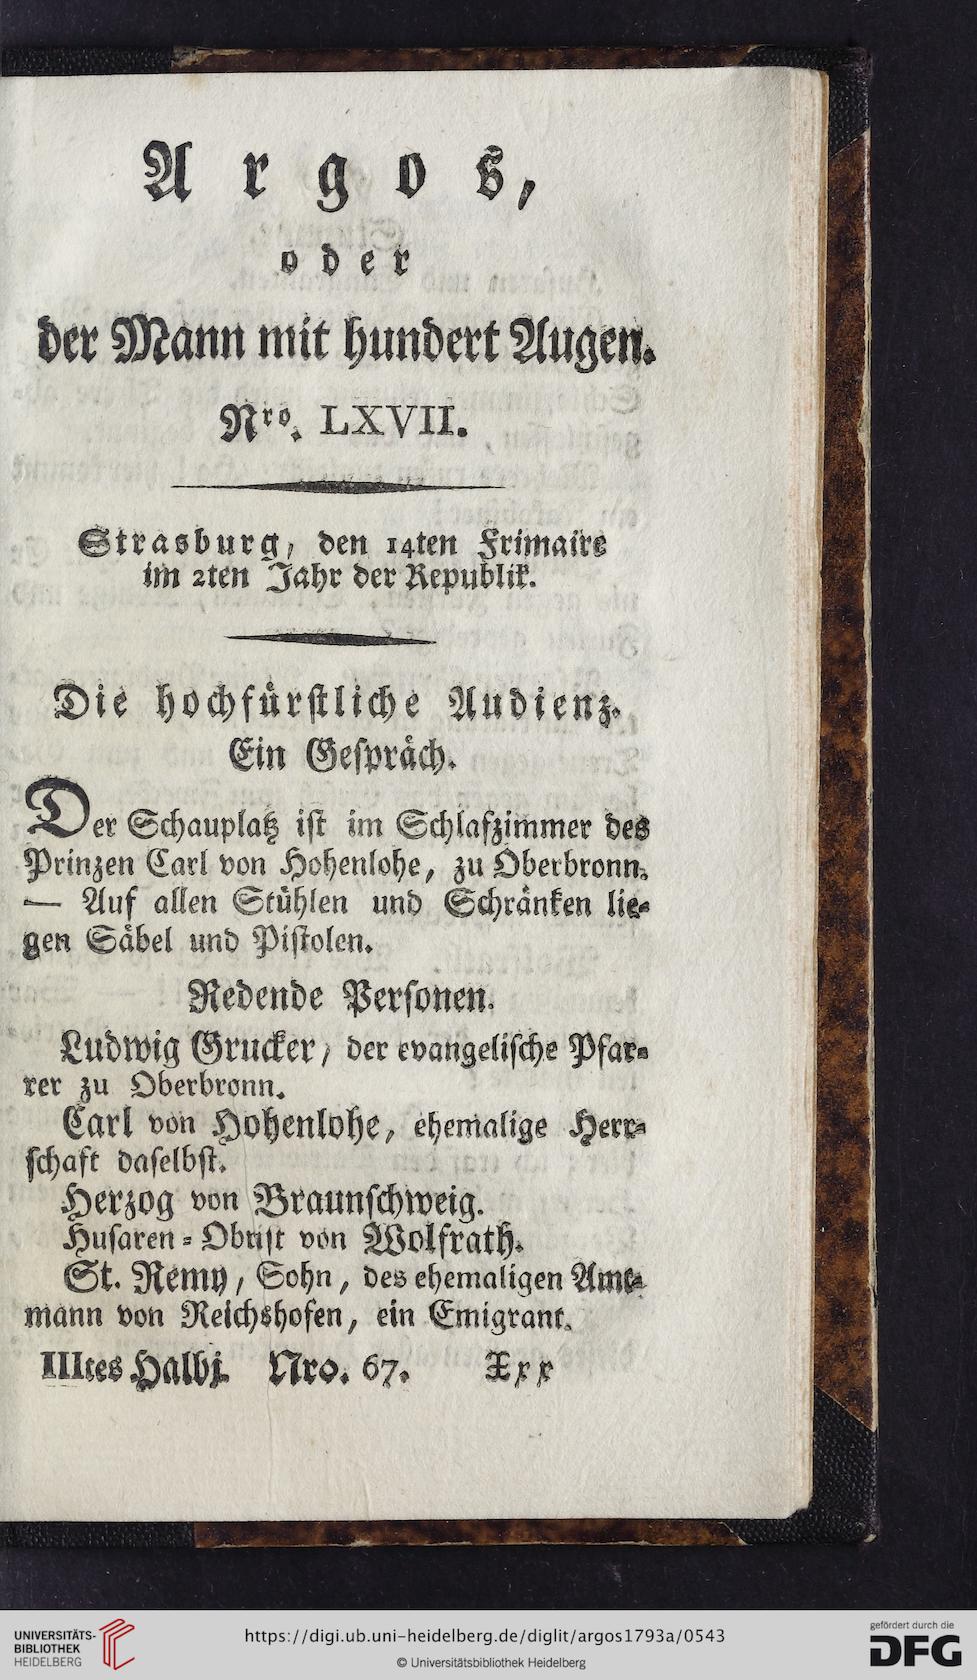 Argos,
oder
der Mann mit hundert Augen.
Nro. LXVII.
Strasburg, den 14ten Frimaire
im 2ten Jahr der Republik.
Die hochfürstliche Audienz.
Ein Gespräch.
Der Schauplatz ist im Schlafzimmer des
Prinzen Carl von Hohenlohe, zu Oberbronn.
— Auf allen Stühlen und Schränken lie-
gen Säbel und Pistolen.
Redende Personen.
Ludwig Grucker, der evangelische Pfar-
rer zu Oberbronn.
Carl von Hohenlohe, ehemalige Herr-
schaft daselbst.
Herzog von Braunschweig.
Husaren-Obrist von Wolfrath.
St. Remy, Sohn, des ehemaligen Amt-
mann von Reichshofen, ein Emigrant.
IIItes Halbj. Nro. 67. Xxx
UNIVERSITÄTS-
BIBLIOTHEK
HEIDELBERG
https://digi.ub.uni-heidelberg.de/diglit/argos1793a/0543
© Universitätsbibliothek Heidelberg
gefördert durch die
DFG